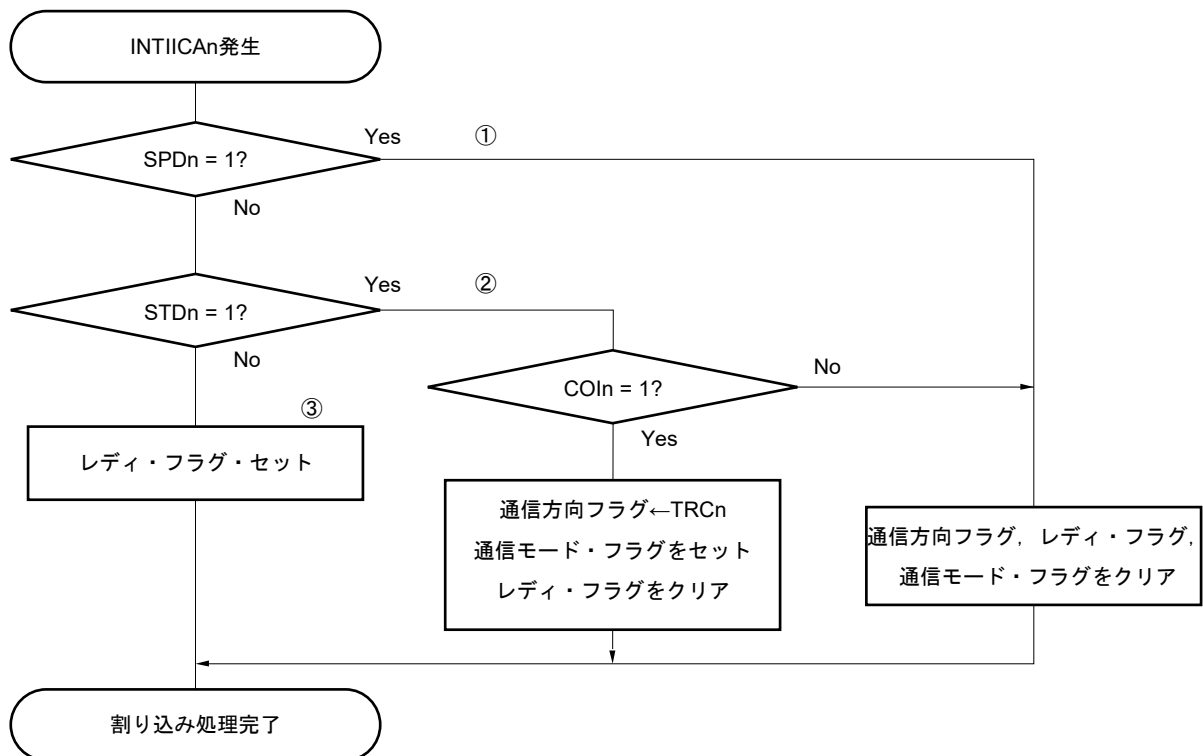 INTIICAn発生
SPDn = 1?
Yes
①
No
STDn = 1?
Yes
②
No
COIn = 1?
No
Yes
③
レディ・フラグ・セット
通信方向フラグ←TRCn
通信モード・フラグをセット
レディ・フラグをクリア
通信方向フラグ，レディ・フラグ，
通信モード・フラグをクリア
割り込み処理完了